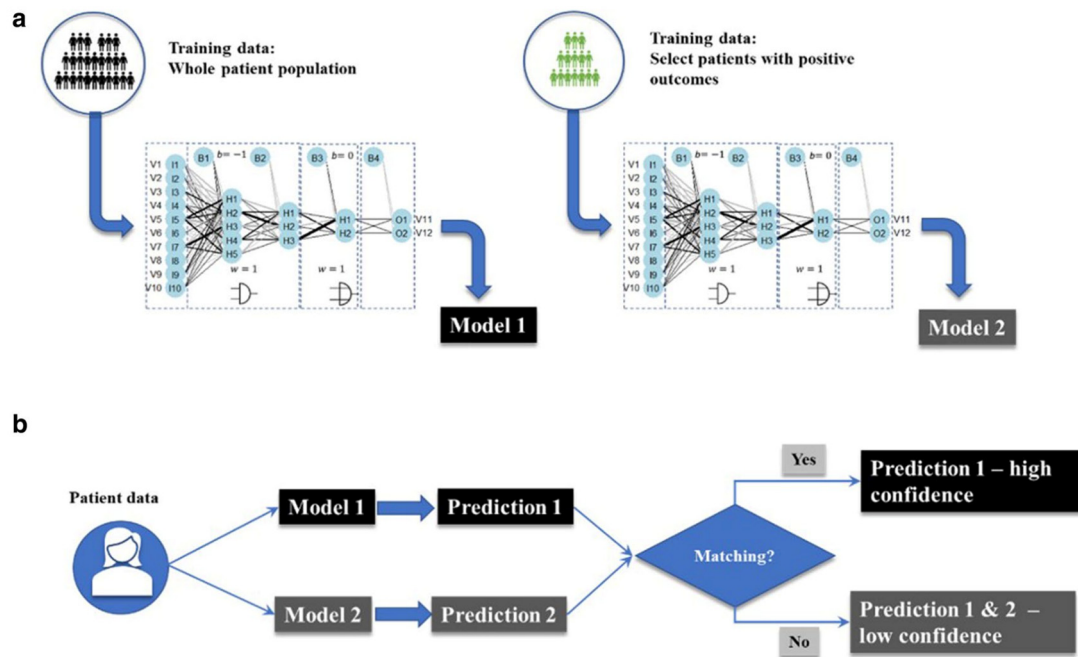 a
Training data:
Whole patient population
Training data:
Select patients with positive
outcomes
B1 b= −1 B2 B3 b= 0 B4
V1 I1
V2 I2
V3 I3
V4 I4
V5 I5
V6 I6
V7 I7
V8 I8
V9 I9
V10 I10
H1
H2
H3
H4
H5
H1
H2
H3
H1
H2
O1 V11
O2 V12
w = 1
w = 1
Model 1
B1 b= −1 B2 B3 b= 0 B4
V1 I1
V2 I2
V3 I3
V4 I4
V5 I5
V6 I6
V7 I7
V8 I8
V9 I9
V10 I10
H1
H2
H3
H4
H5
H1
H2
H3
H1
H2
O1 V11
O2 V12
w = 1
w = 1
Model 2
b
Patient data
Model 1
Prediction 1
Model 2
Prediction 2
Matching?
Yes
Prediction 1 – high
confidence
No
Prediction 1 & 2 –
low confidence